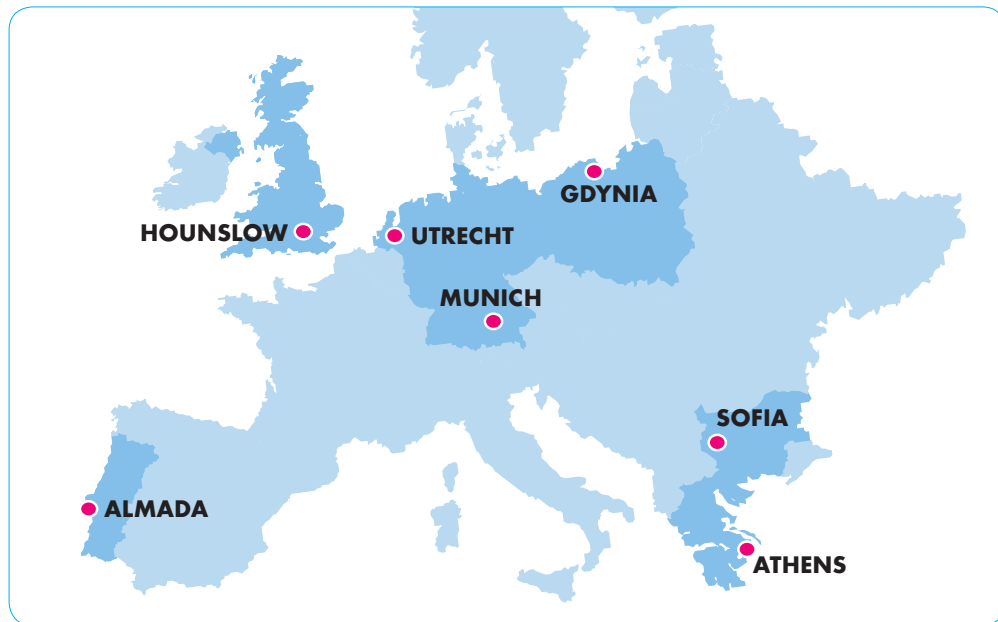 GDYNIA
HOUNSLOW
UTRECHT
MUNICH
SOFIA
ALMADA
ATHENS